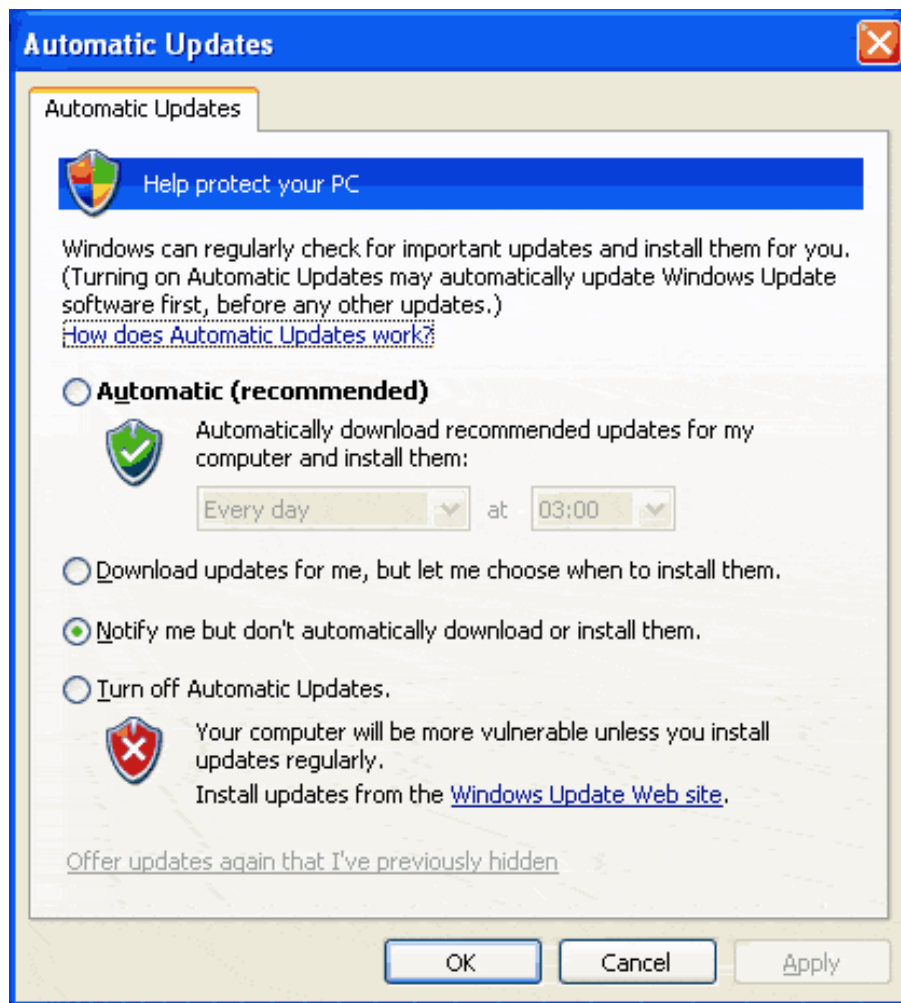 Automatic Updates
Automatic Updates
Help protect your PC
Windows can regularly check for important updates and install them for you.
(Turning on Automatic Updates may automatically update Windows Update
software first, before any other updates.)
How does Automatic Updates work?
Automatic (recommended)
Automatically download recommended updates for my
computer and install them:
Every day at 03:00
Download updates for me, but let me choose when to install them.
Notify me but don't automatically download or install them.
Turn off Automatic Updates.
Your computer will be more vulnerable unless you install
updates regularly.
Install updates from the Windows Update Web site.
Offer updates again that I've previously hidden
OK Cancel Apply